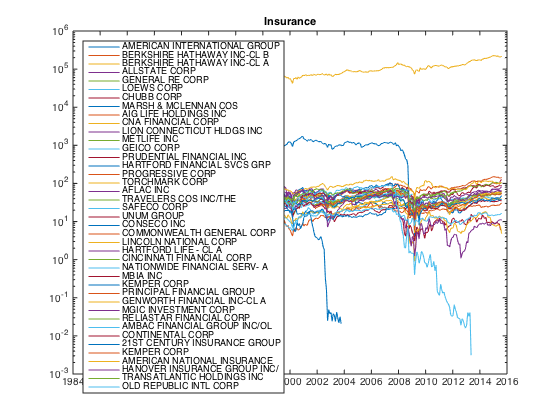 Insurance
10^6
10^5
10^4
10^3
10^2
10^1
10^0
10^-1
10^-2
10^-3
AMERICAN INTERNATIONAL GROUP
BERKSHIRE HATHAWAY INC-CL B
BERKSHIRE HATHAWAY INC-CL A
ALLSTATE CORP
GENERAL RE CORP
LOEWS CORP
CHUBB CORP
MARSH & MCLENNAN COS
AIG LIFE HOLDINGS INC
CNA FINANCIAL CORP
LION CONNECTICUT HLDGS INC
METLIFE INC
GEICO CORP
PRUDENTIAL FINANCIAL INC
HARTFORD FINANCIAL SVCS GRP
PROGRESSIVE CORP
TORCHMARK CORP
AFLAC INC
TRAVELERS COS INC/THE
SAFECO CORP
UNUM GROUP
CONSECO INC
COMMONWEALTH GENERAL CORP
LINCOLN NATIONAL CORP
HARTFORD LIFE - CL A
CINCINNATI FINANCIAL CORP
NATIONWIDE FINANCIAL SERV- A
MBIA INC
KEMPER CORP
PRINCIPAL FINANCIAL GROUP
GENWORTH FINANCIAL INC-CL A
MGIC INVESTMENT CORP
RELIASTAR FINANCIAL CORP
AMBAC FINANCIAL GROUP INC/OL
CONTINENTAL CORP
21ST CENTURY INSURANCE GROUP
KEMPER CORP
AMERICAN NATIONAL INSURANCE
HANOVER INSURANCE GROUP INC/
TRANSATLANTIC HOLDINGS INC
OLD REPUBLIC INTL CORP
1984 000 2002 2004 2006 2008 2010 2012 2014 2016